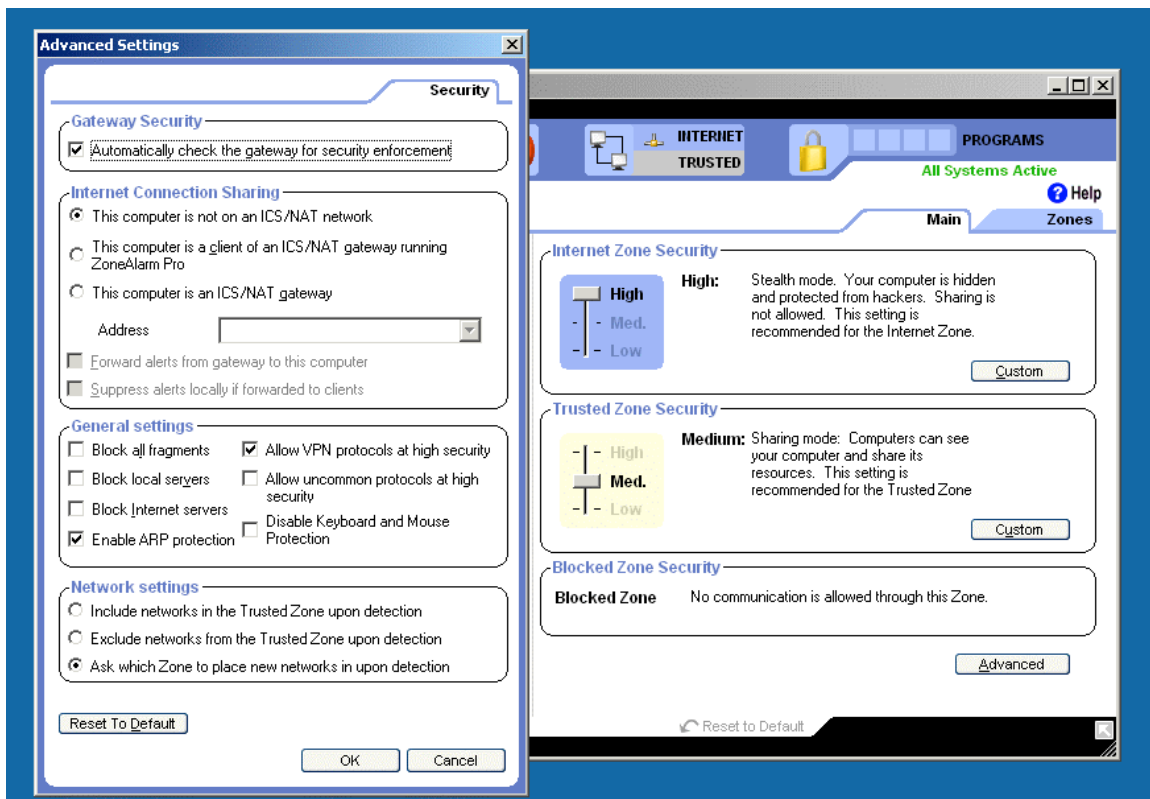 Advanced Settings
Security
Gateway Security
Automatically check the gateway for security enforcement
Internet Connection Sharing
This computer is not on an ICS/NAT network
This computer is a client of an ICS/NAT gateway running
ZoneAlarm Pro
This computer is an ICS/NAT gateway
Address
Forward alerts from gateway to this computer
Suppress alerts locally if forwarded to clients
General settings
Block all fragments
Allow VPN protocols at high security
Block local servers
Allow uncommon protocols at high
security
Block Internet servers
Disable Keyboard and Mouse
Protection
Enable ARP protection
Network settings
Include networks in the Trusted Zone upon detection
Exclude networks from the Trusted Zone upon detection
Ask which Zone to place new networks in upon detection
Reset To Default
OK
Cancel
INTERNET
TRUSTED
PROGRAMS
All Systems Active
Help
Main
Zones
Internet Zone Security
High
Med.
Low
High:
Stealth mode. Your computer is hidden
and protected from hackers. Sharing is
not allowed. This setting is
recommended for the Internet Zone.
Custom
Trusted Zone Security
High
Med.
Low
Medium:
Sharing mode: Computers can see
your computer and share its
resources. This setting is
recommended for the Trusted Zone
Custom
Blocked Zone Security
Blocked Zone
No communication is allowed through this Zone.
Advanced
Reset to Default